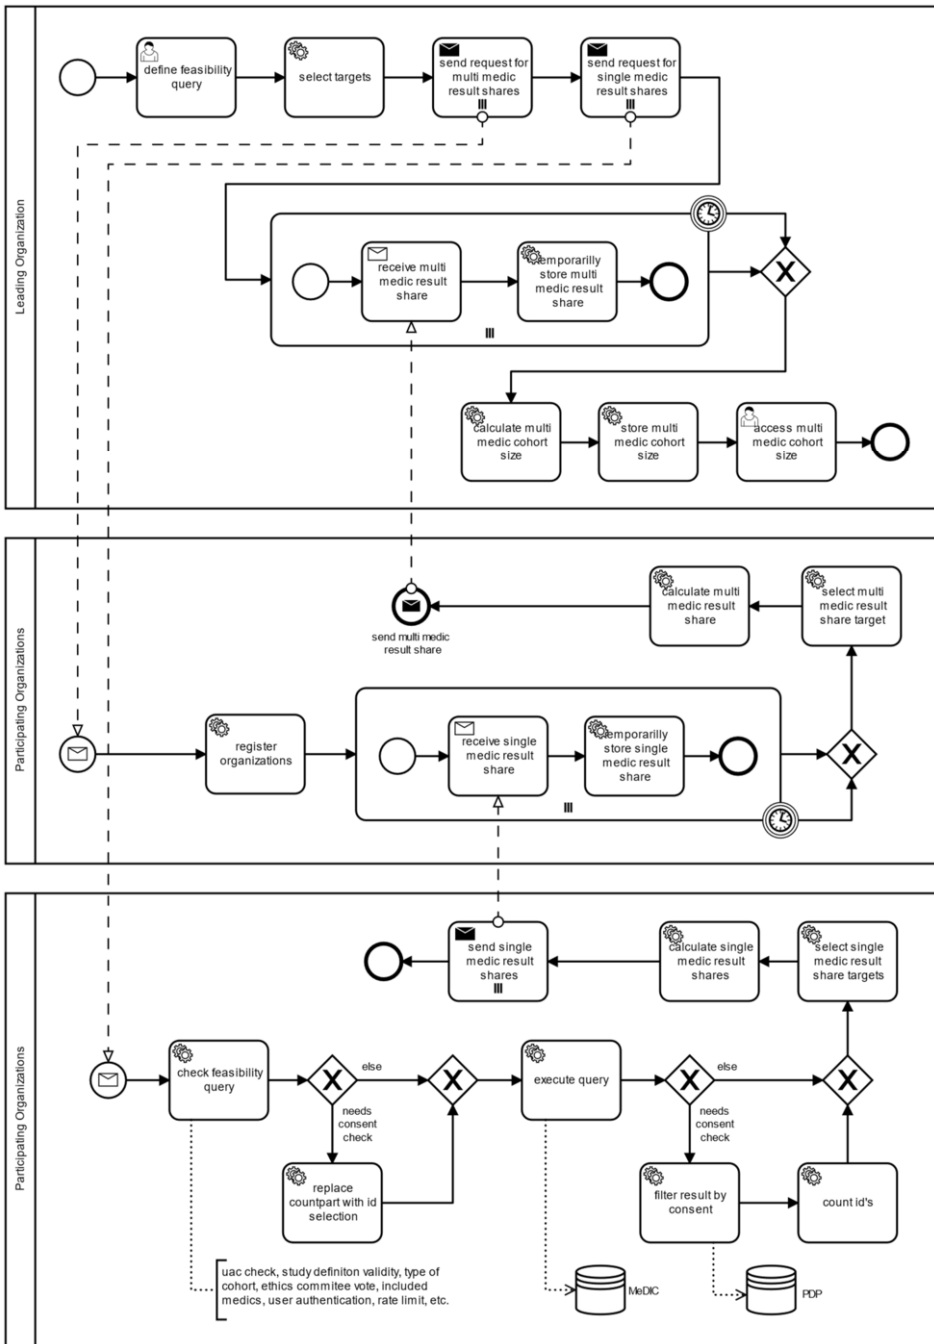 Leading Organization
define feasibility
query
select targets
send request for
multi medic
result shares
send request for
single medic
result shares
receive multi
medic result
share
temporarilly
store multi
medic result
share
calculate multi
medic cohort
size
store multi
medic cohort
size
access multi
medic cohort
size
Participating Organizations
send multi medic
result share
calculate multi
medic result
share
select multi
medic result
share target
register
organizations
receive single
medic result
share
temporarilly
store single
medic result
share
Participating Organizations
send single
medic result
shares
calculate single
medic result
shares
select single
medic result
share targets
check feasibility
query
else
needs
consent
check
replace
countpart with id
selection
execute query
else
needs
consent
check
filter result by
consent
count id's
uac check, study definiton validity, type of
cohort, ethics commitee vote, included
medics, user authentication, rate limit, etc.
MeDIC
PDP